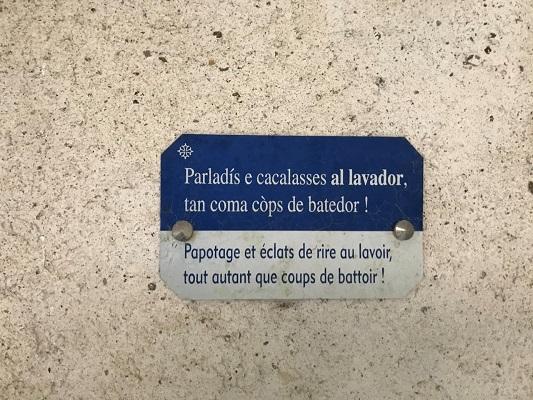 Parladís e cacalasses al lavador,
tan coma còps de batedor !
Papotage et éclats de rire au lavoir,
tout autant que coups de battoir !